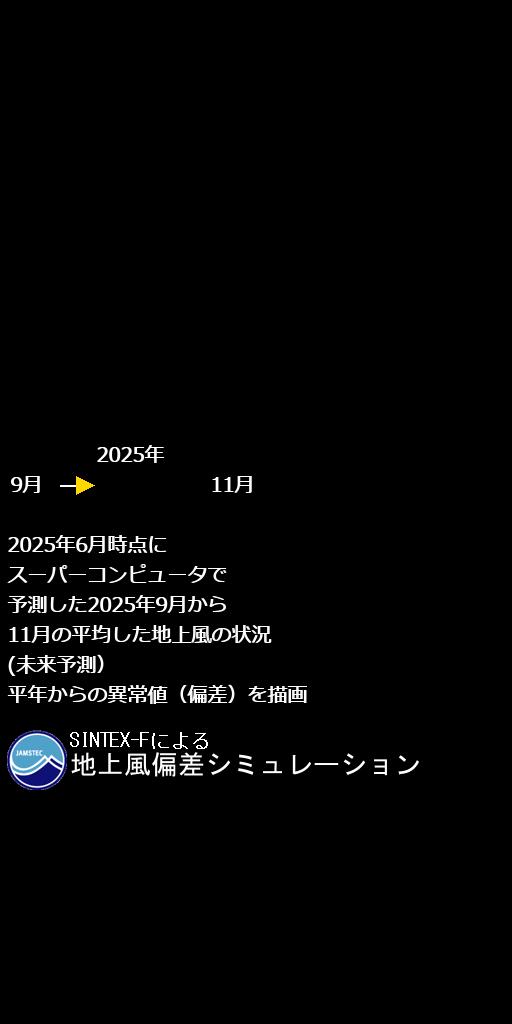 2025年
9月 11月
2025年6月時点に
スーパーコンピュータで
予測した2025年9月から
11月の平均した地上風の状況
(未来予測）
平年からの異常値（偏差）を描画
SINTEX-Fによる
JAMSTEC
地上風偏差シミュレーション